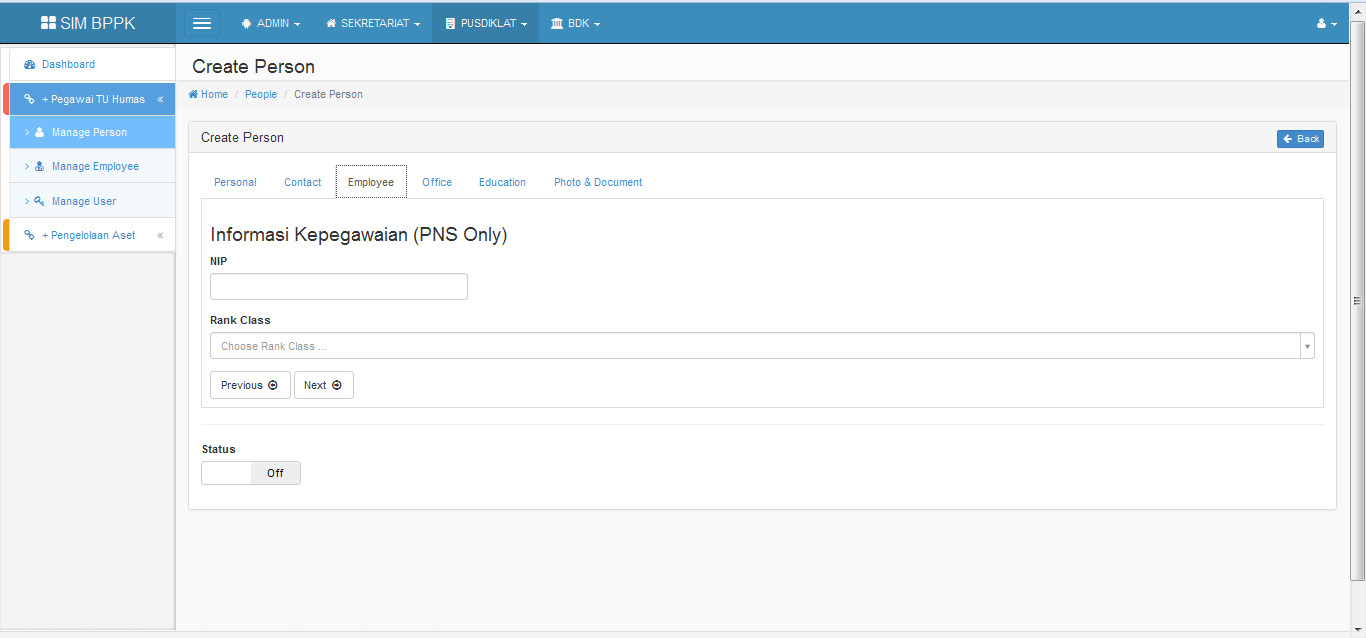 SIM BPPK
ADMIN
SEKRETARIAT
PUSDIKLAT
BDK
Dashboard
+ Pegawai TU Humas «
> Manage Person
> Manage Employee
> Manage User
+ Pengelolaan Aset «
Create Person
Home / People / Create Person
Create Person
Back
Personal Contact Employee Office Education Photo & Document
Informasi Kepegawaian (PNS Only)
NIP
Rank Class
Choose Rank Class ...
Previous Next
Status
Off